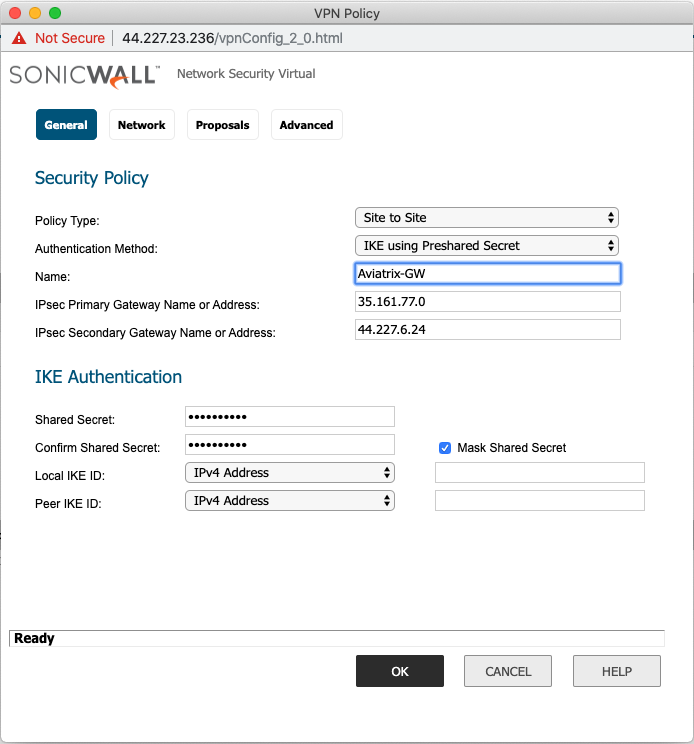 VPN Policy
Not Secure 44.227.23.236/vpnConfig_2_0.html
SONICWALL™ Network Security Virtual
General Network Proposals Advanced
Security Policy
Policy Type: Site to Site
Authentication Method: IKE using Preshared Secret
Name: Aviatrix-GW
IPsec Primary Gateway Name or Address: 35.161.77.0
IPsec Secondary Gateway Name or Address: 44.227.6.24
IKE Authentication
Shared Secret: ••••••••••
Confirm Shared Secret: •••••••••• Mask Shared Secret
Local IKE ID: IPv4 Address
Peer IKE ID: IPv4 Address
Ready
OK CANCEL HELP